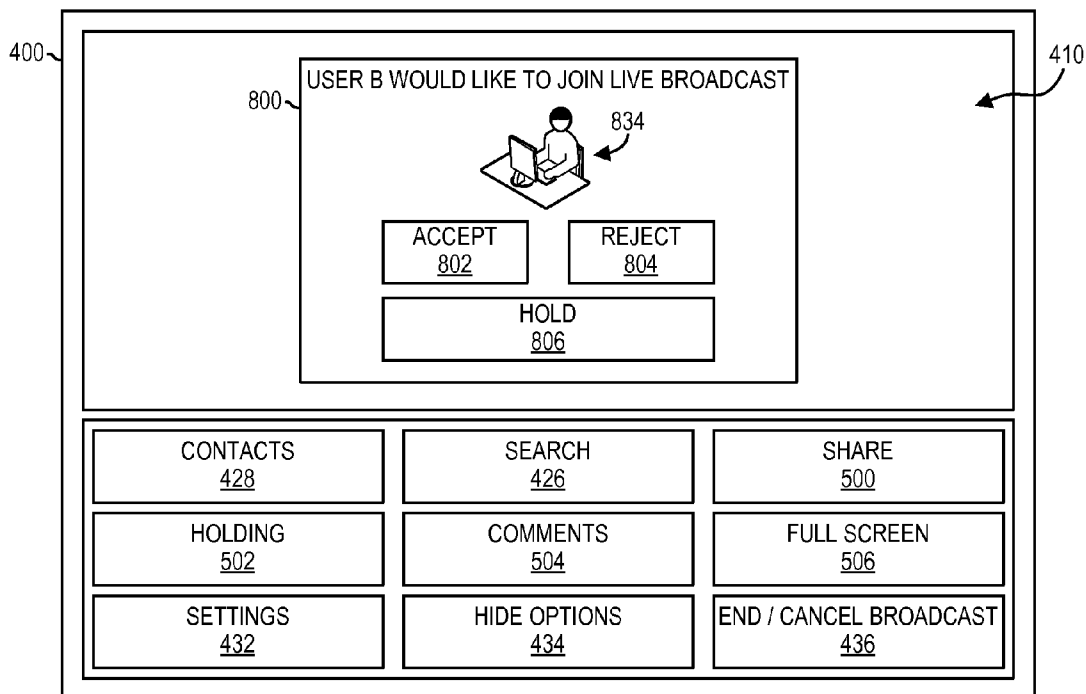 400
410
USER B WOULD LIKE TO JOIN LIVE BROADCAST
800
834
ACCEPT
802
REJECT
804
HOLD
806
CONTACTS
428
SEARCH
426
SHARE
500
HOLDING
502
COMMENTS
504
FULL SCREEN
506
SETTINGS
432
HIDE OPTIONS
434
END / CANCEL BROADCAST
436